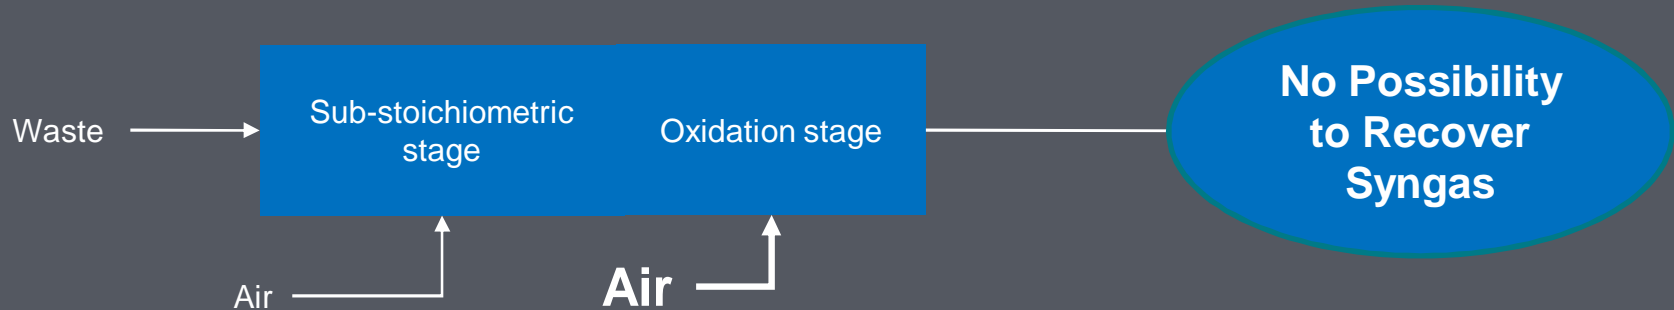 Waste
Sub-stoichiometric
stage
Oxidation stage
No Possibility
to Recover
Syngas
Air
Air